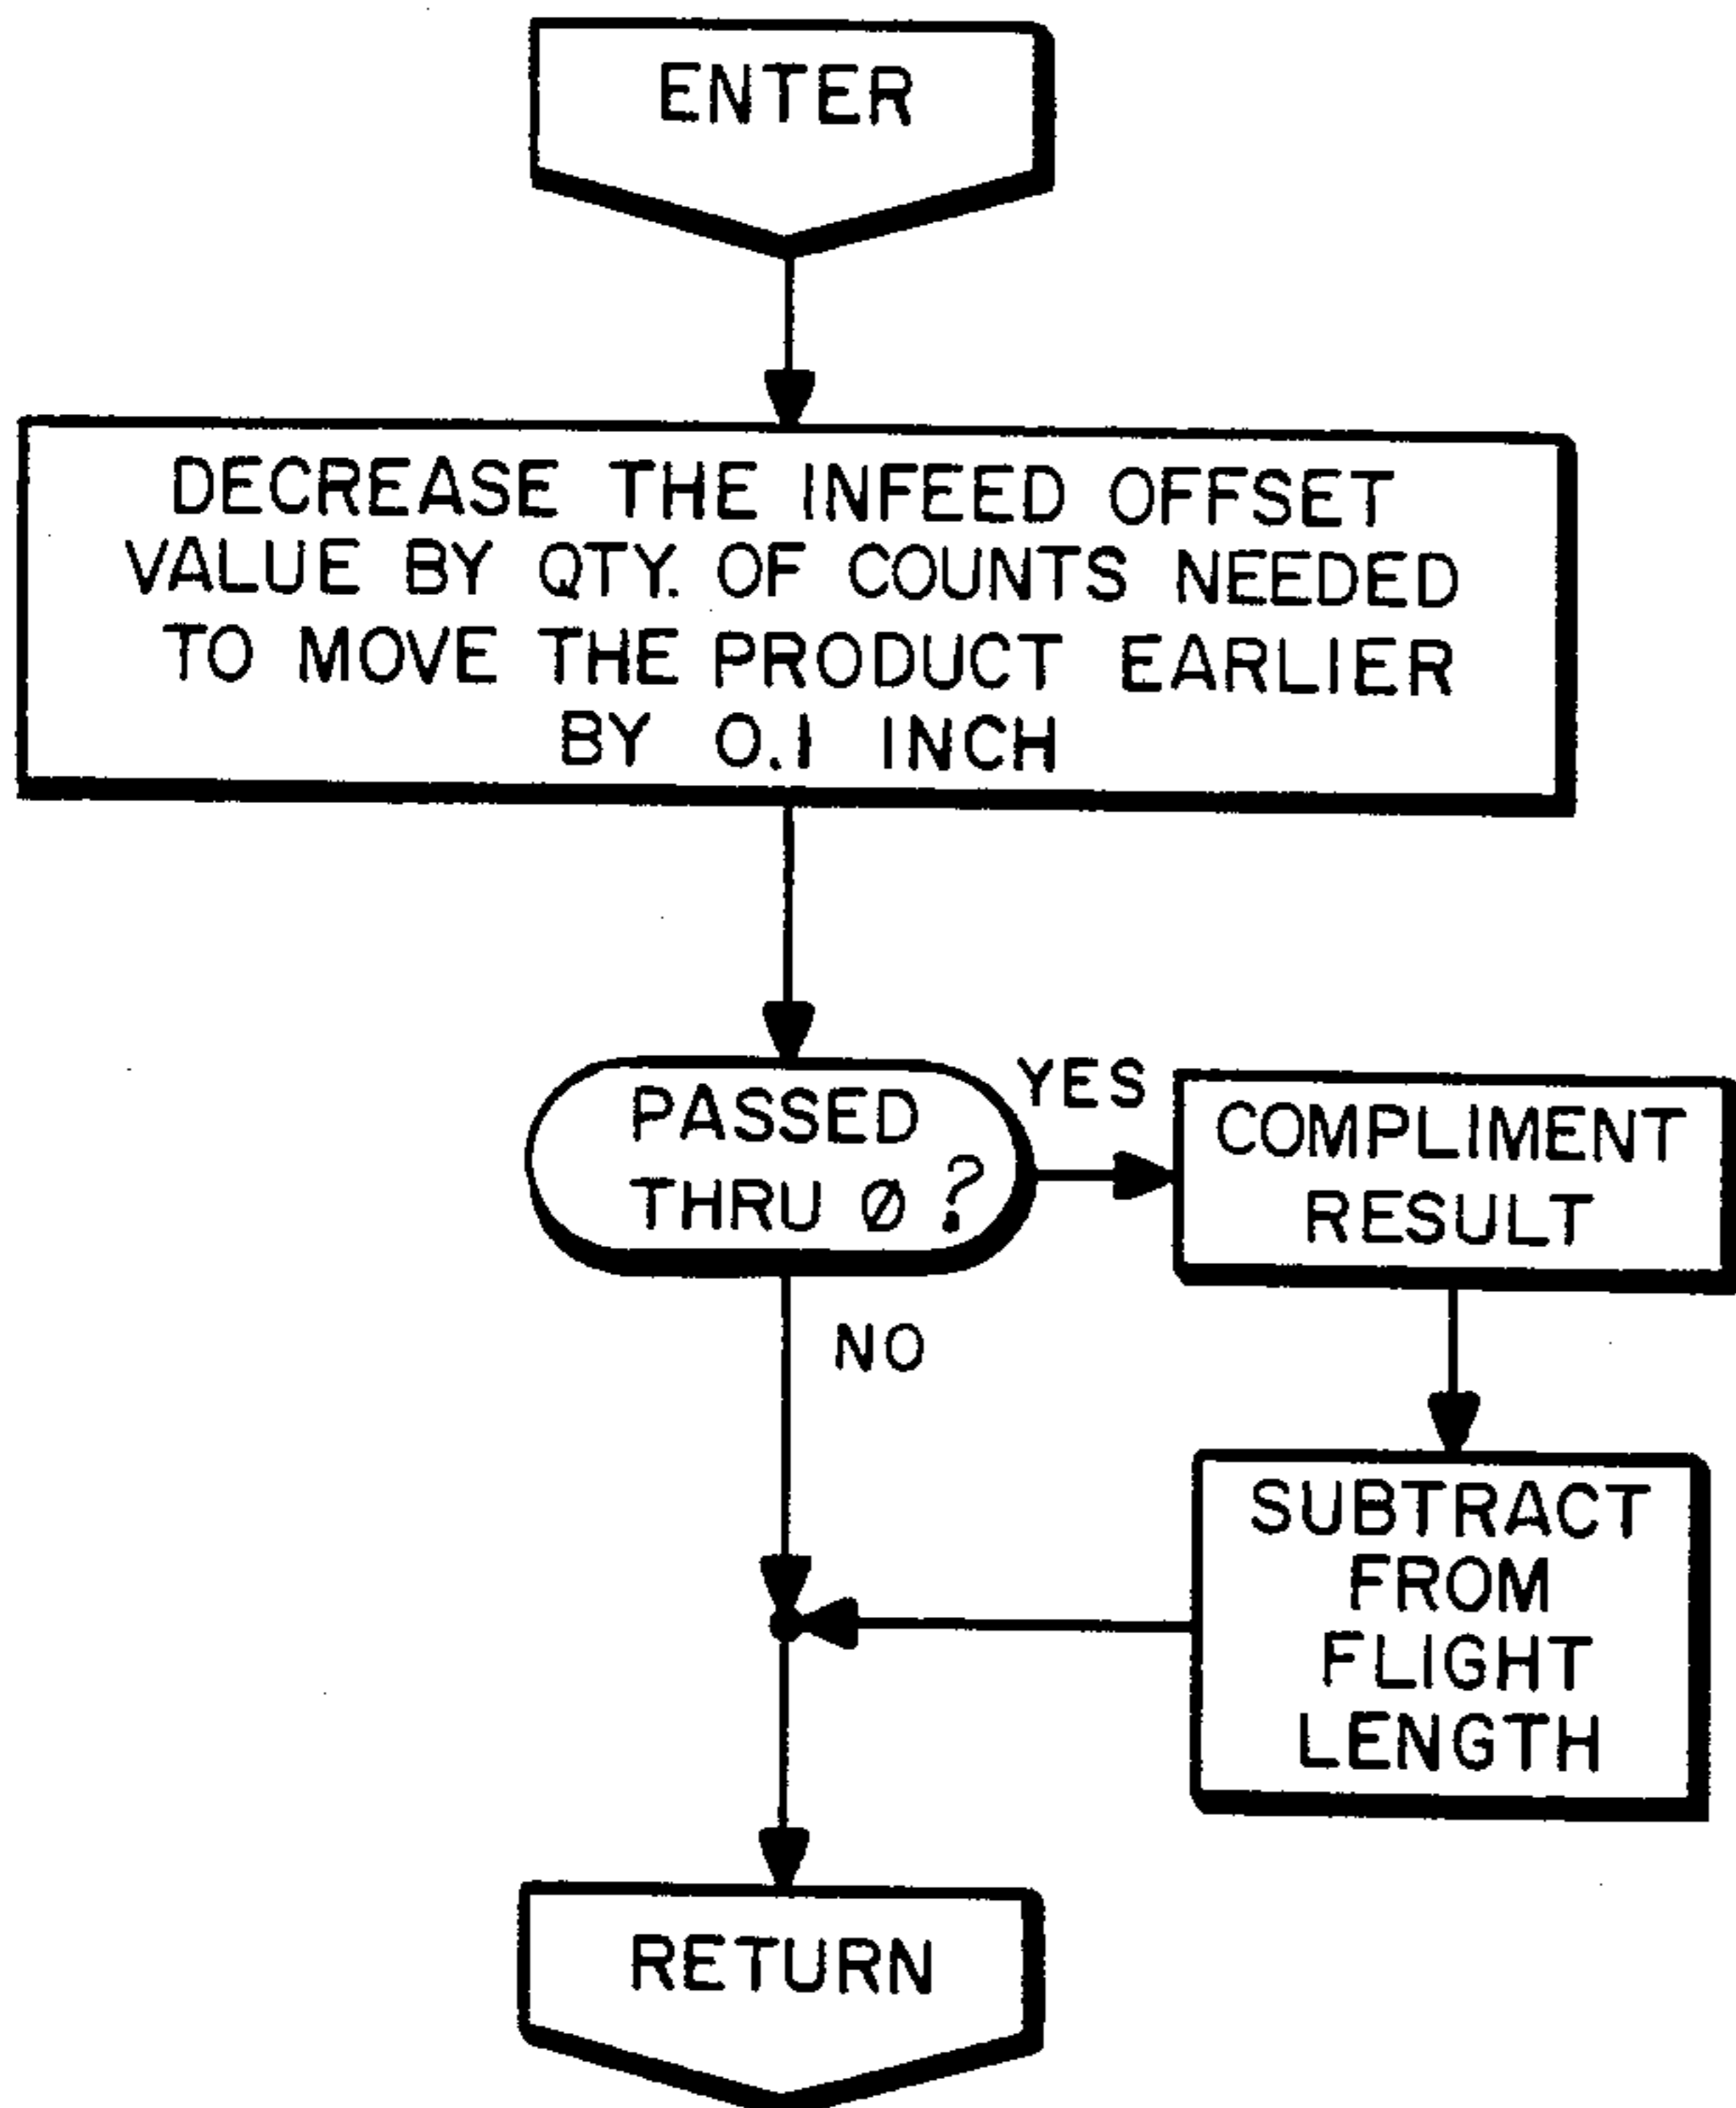 ENTER
DECREASE THE INFEED OFFSET
VALUE BY QTY. OF COUNTS NEEDED
TO MOVE THE PRODUCT EARLIER
BY 0.1 INCH
PASSED
THRU Ø ?
YES
COMPLIMENT
RESULT
NO
SUBTRACT
FROM
FLIGHT
LENGTH
RETURN